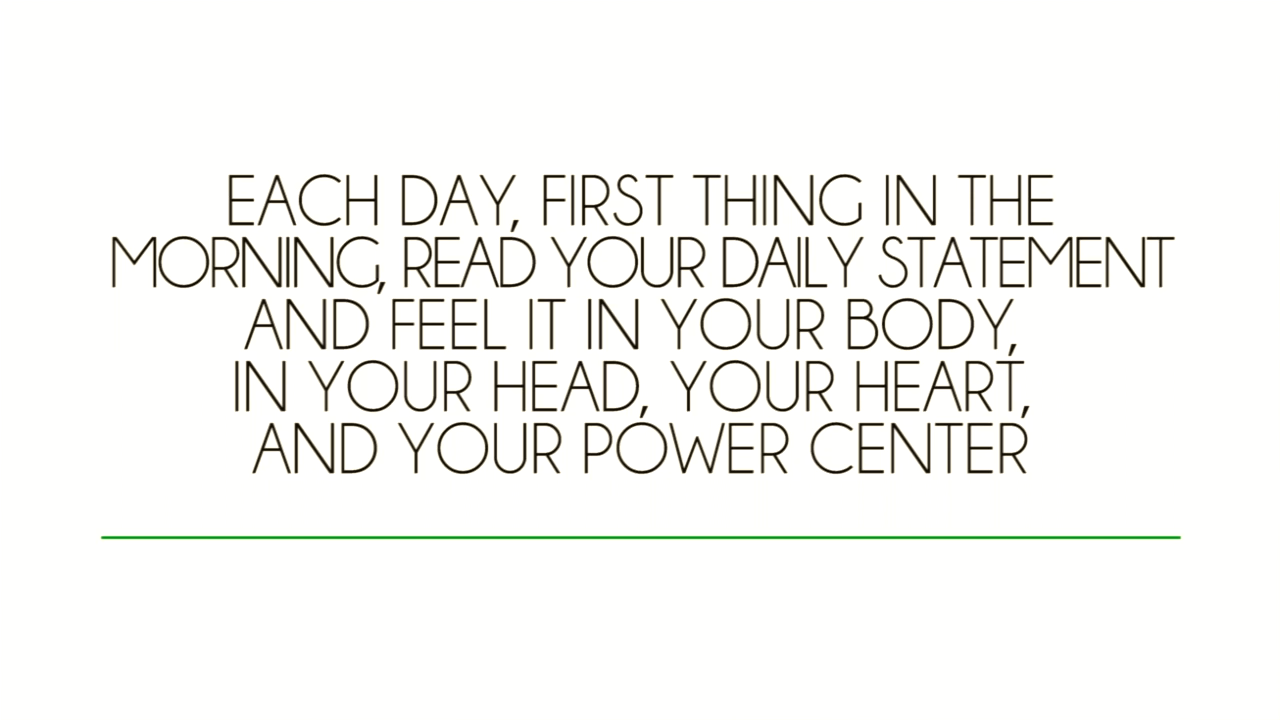 EACH DAY, FIRST THING IN THE
MORNING, READ YOUR DAILY STATEMENT
AND FEEL IT IN YOUR BODY,
IN YOUR HEAD, YOUR HEART,
AND YOUR POWER CENTER